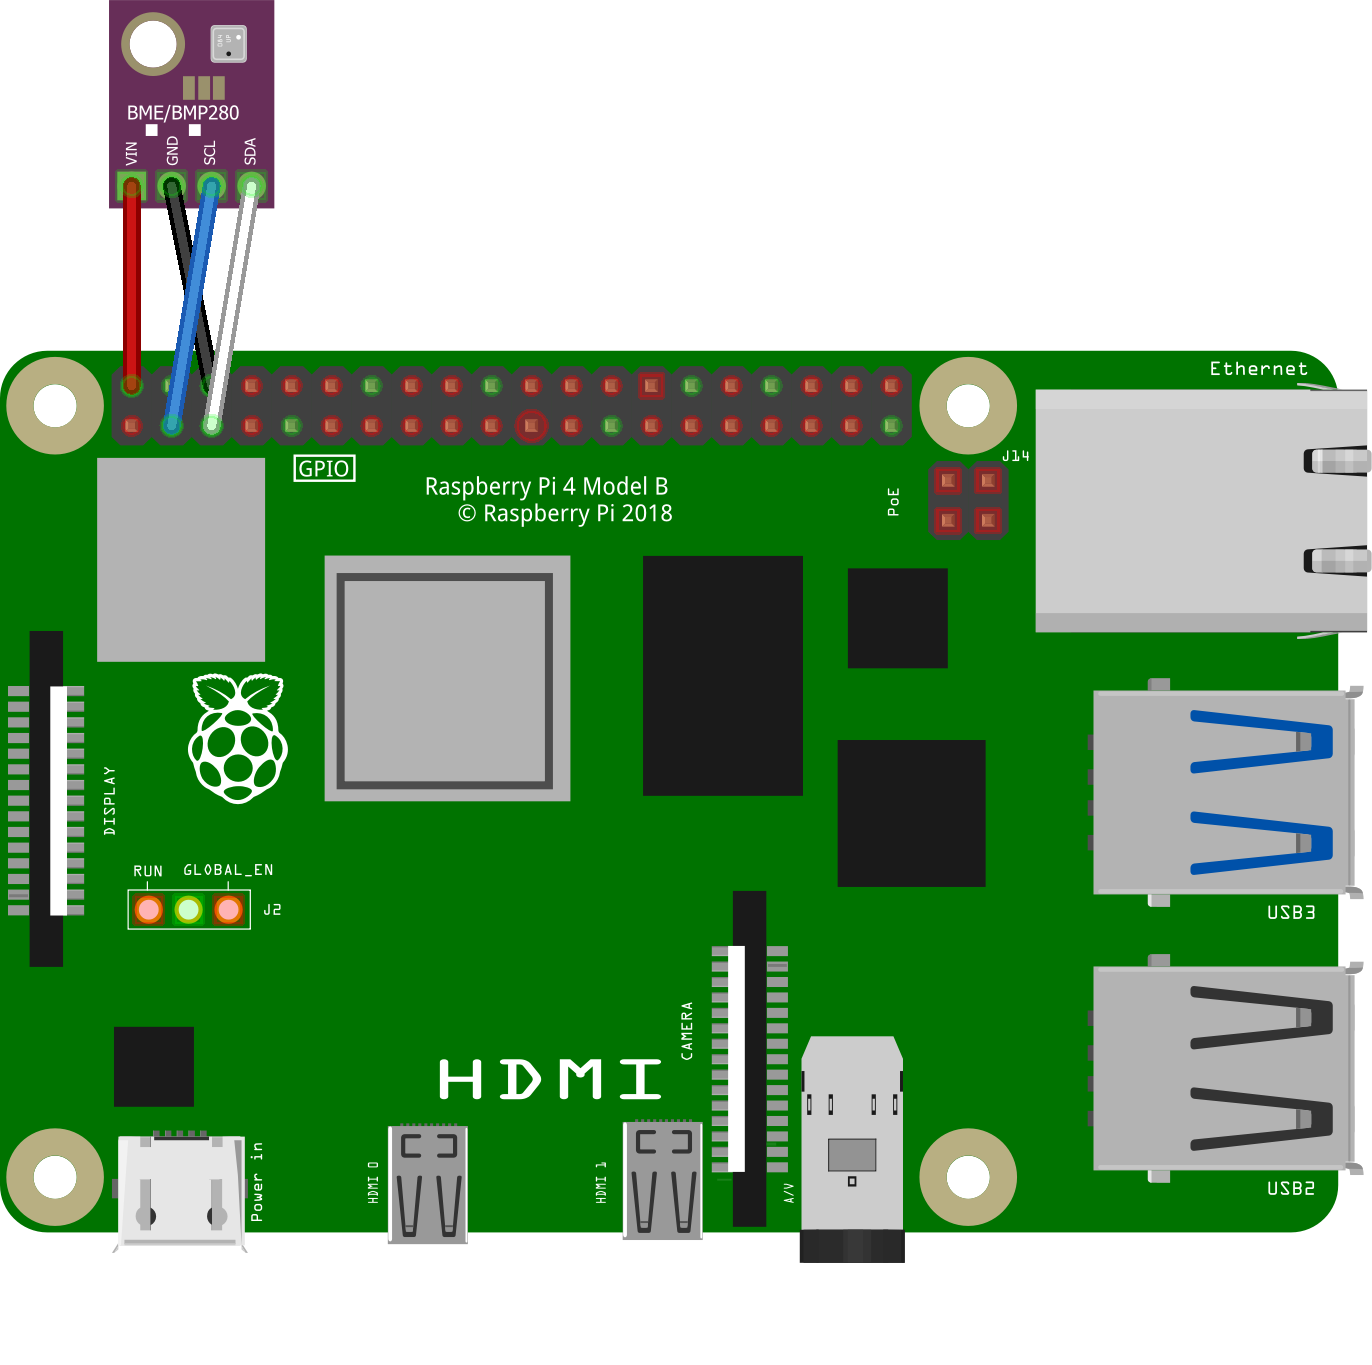 BME/BMP280
VIN
GND
SCL
SDA
Ethernet
J14
GPIO
Raspberry Pi 4 Model B
© Raspberry Pi 2018
PoE
DISPLAY
RUN
GLOBAL_EN
J2
USB3
CAMERA
HDMI
Power in
HDMI 0
HDMI 1
A/V
USB2